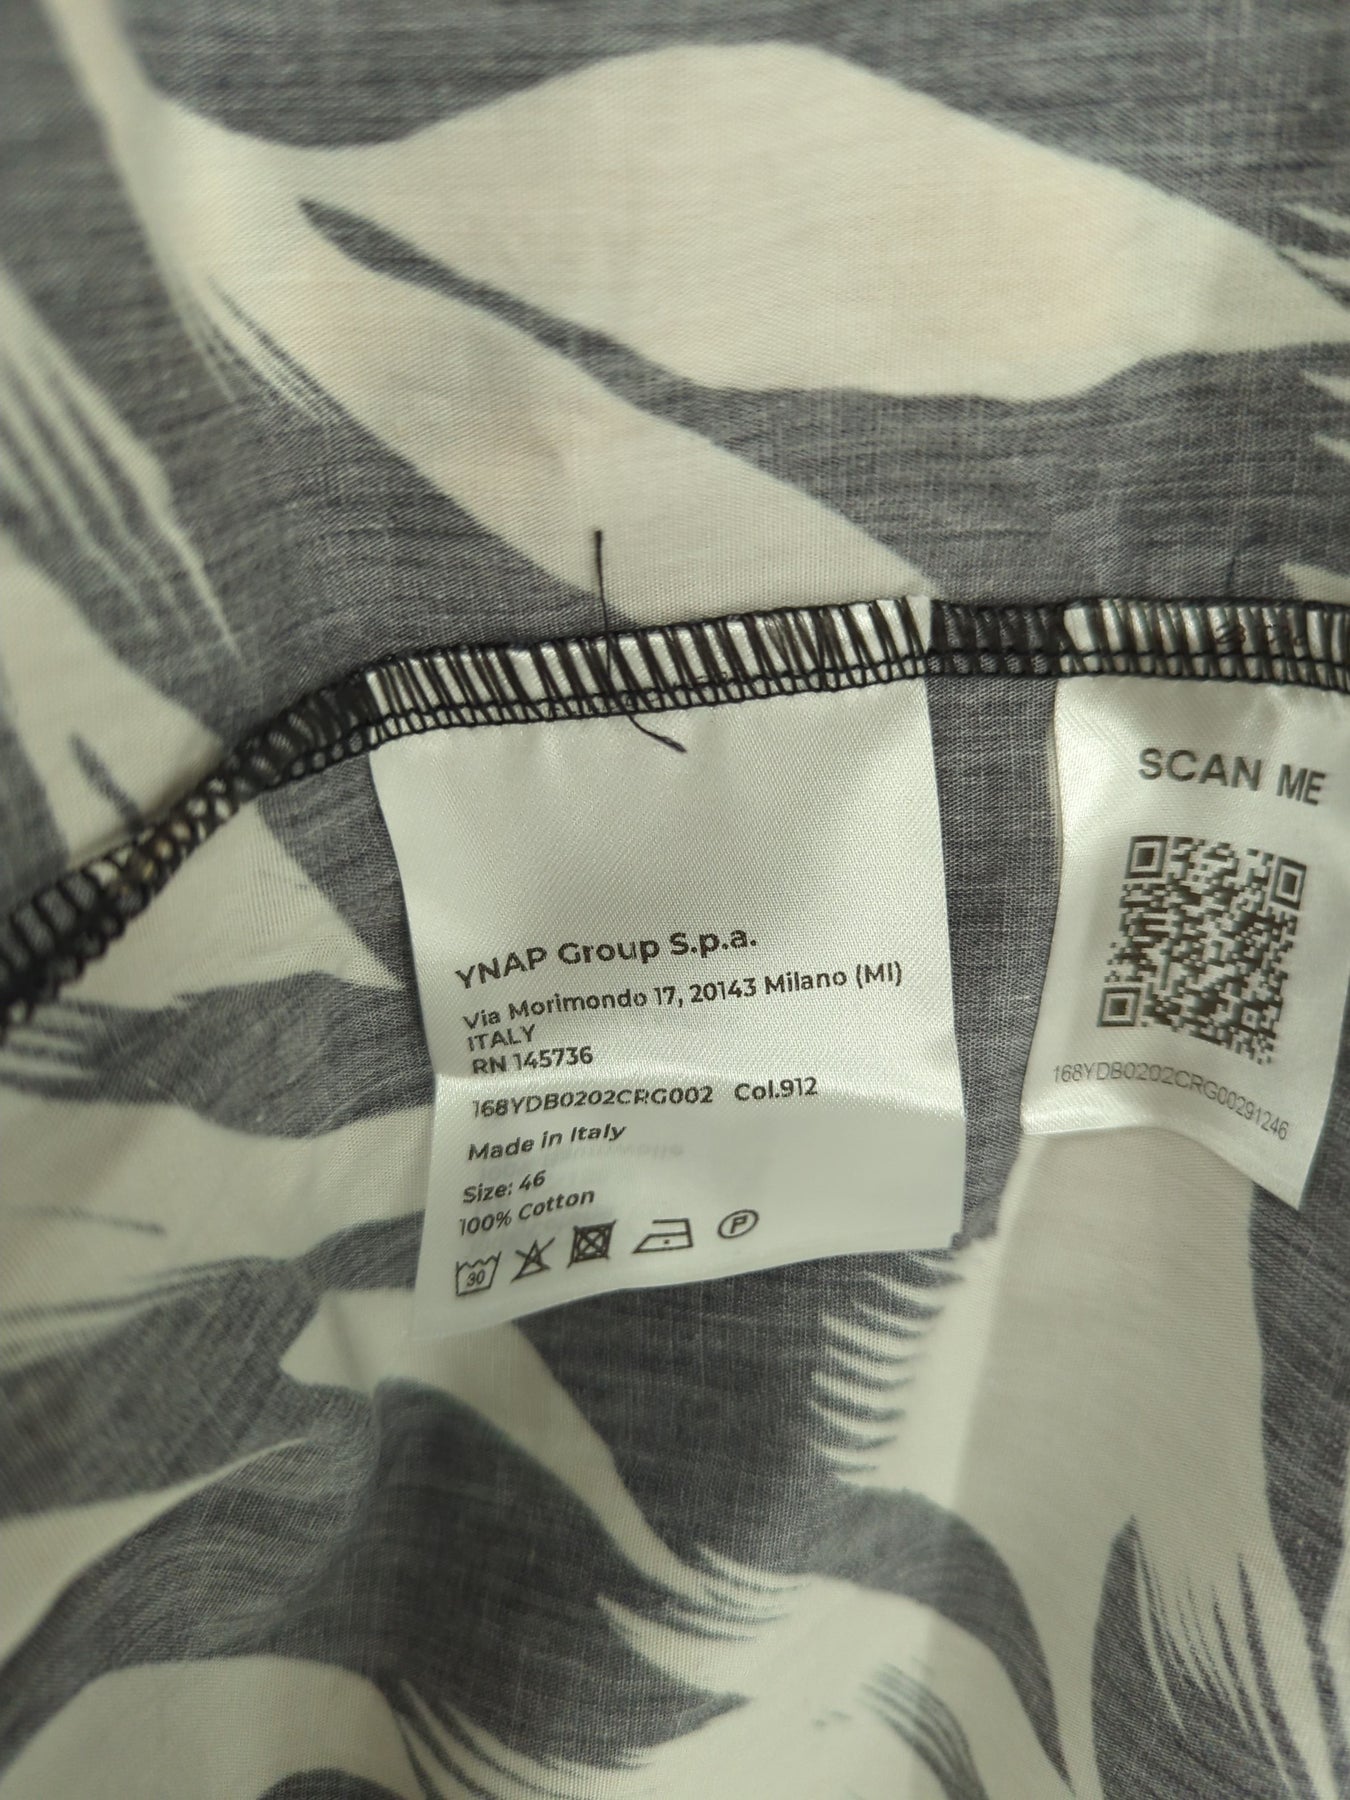 YNAP Group S.p.a.
Via Morimondo 17, 20143 Milano (MI)
ITALY
RN 145736
168YDB0202CRG002 Col.912
Made in Italy
Size: 46
100% Cotton
30
P
SCAN ME
168YDB0202CRG00291246